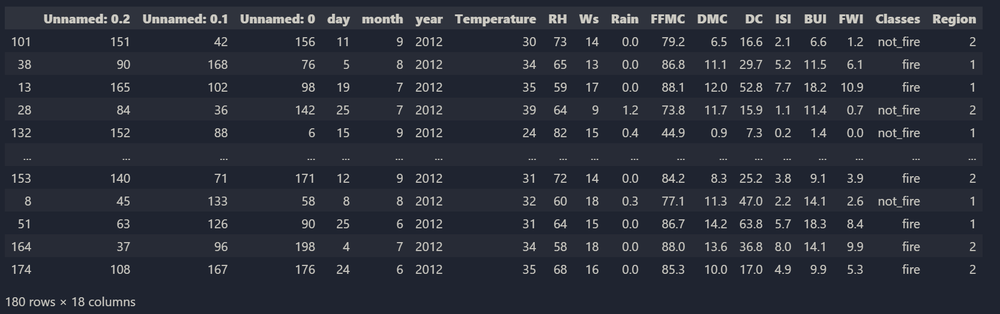 Unnamed: 0.2 Unnamed: 0.1 Unnamed: 0 day month year Temperature RH Ws Rain FFMC DMC DC ISI BUI FWI Classes Region
101 151 42 156 11 9 2012 30 73 14 0.0 79.2 6.5 16.6 2.1 6.6 1.2 not_fire 2
38 90 168 76 5 8 2012 34 65 13 0.0 86.8 11.1 29.7 5.2 11.5 6.1 fire 1
13 165 102 98 19 7 2012 35 59 17 0.0 88.1 12.0 52.8 7.7 18.2 10.9 fire 1
28 84 36 142 25 7 2012 39 64 9 1.2 73.8 11.7 15.9 1.1 11.4 0.7 not_fire 2
132 152 88 6 15 9 2012 24 82 15 0.4 44.9 0.9 7.3 0.2 1.4 0.0 not_fire 1
... ... ... ... ... ... ... ... ... ... ... ... ... ... ... ... ... ... ...
153 140 71 171 12 9 2012 31 72 14 0.0 84.2 8.3 25.2 3.8 9.1 3.9 fire 2
8 45 133 58 8 8 2012 32 60 18 0.3 77.1 11.3 47.0 2.2 14.1 2.6 not_fire 1
51 63 126 90 25 6 2012 31 64 15 0.0 86.7 14.2 63.8 5.7 18.3 8.4 fire 1
164 37 96 198 4 7 2012 34 58 18 0.0 88.0 13.6 36.8 8.0 14.1 9.9 fire 2
174 108 167 176 24 6 2012 35 68 16 0.0 85.3 10.0 17.0 4.9 9.9 5.3 fire 2
180 rows × 18 columns